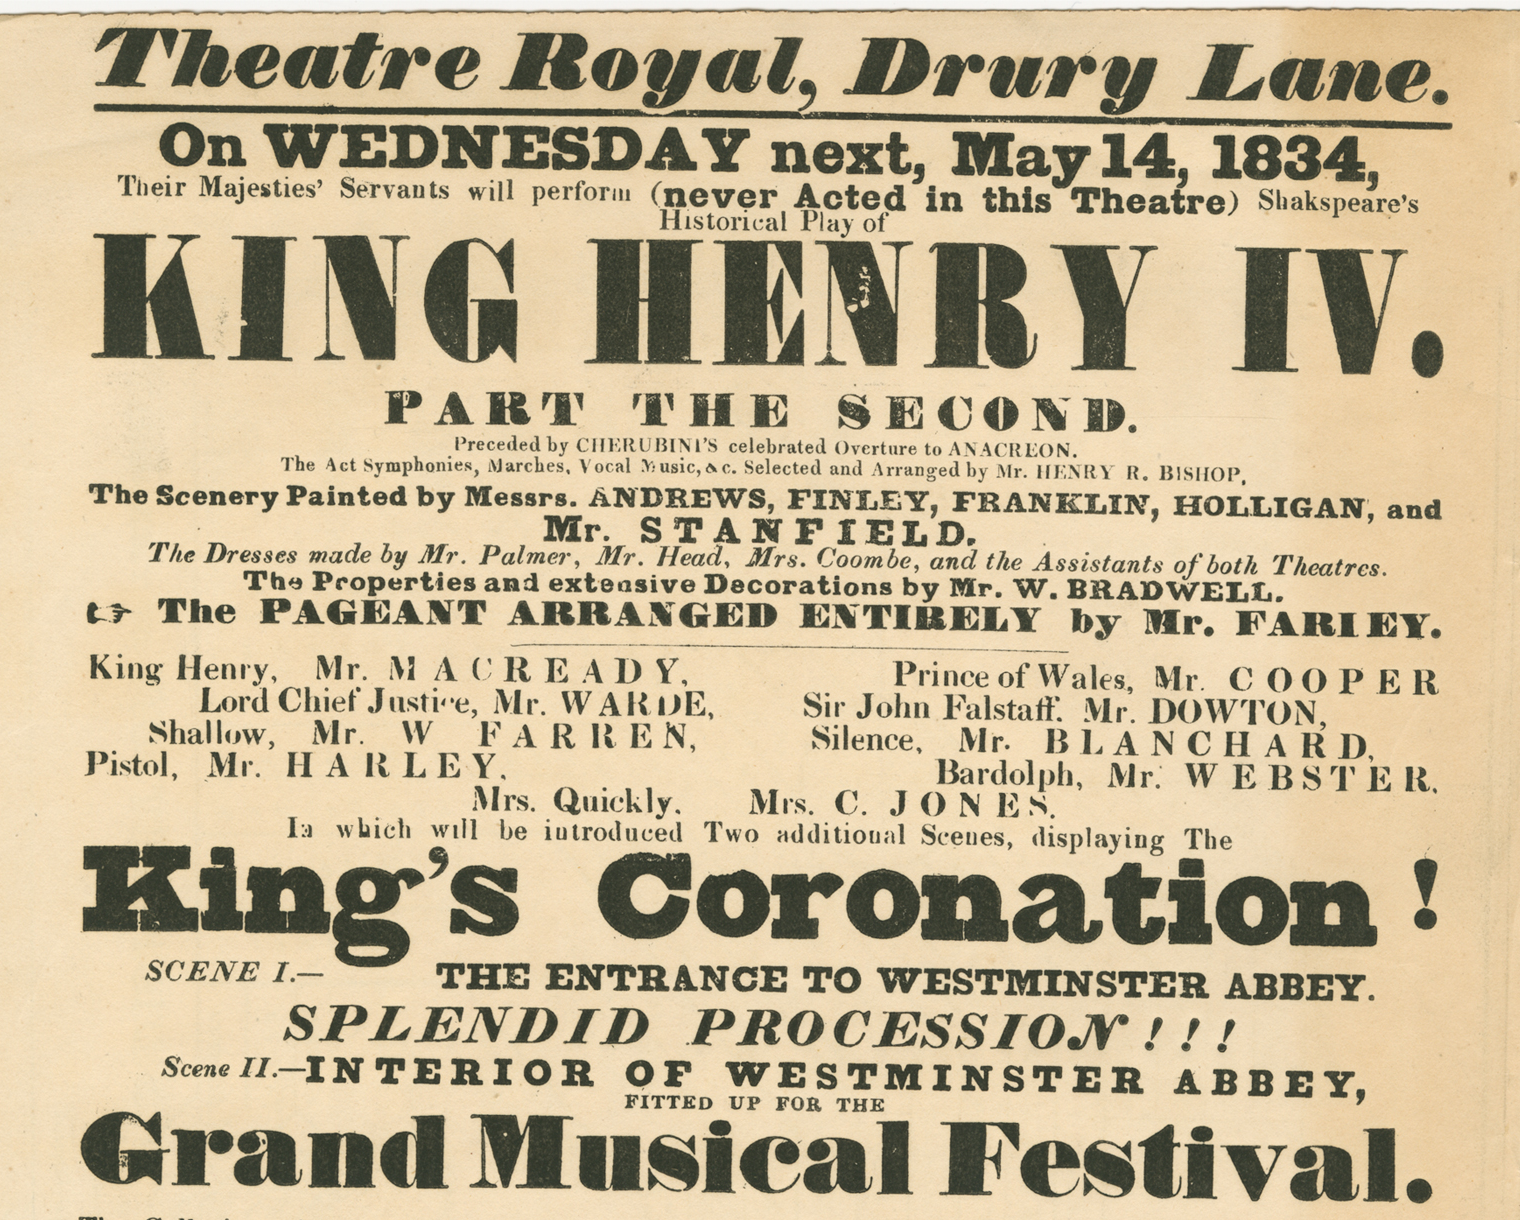 Theatre Royal, Drury Lane.
On WEDNESDAY next, May 14, 1834,
Their Majesties' Servants will perform (never Acted in this Theatre) Shakspeare's
Historical Play of
KING HENRY IV.
PART THE SECOND.
Preceded by CHERUBINI'S celebrated Overture to ANACREON.
The Act Symphonies, Marches, Vocal Music, &c. Selected and Arranged by Mr. HENRY R. BISHOP,
The Scenery Painted by Messrs. ANDREWS, FINLEY, FRANKLIN, HOLLIGAN, and
Mr. STANFIELD.
The Dresses made by Mr. Palmer, Mr. Head, Mrs. Coombe, and the Assistants of both Theatres.
The Properties and extensive Decorations by Mr. W. BRADWELL.
☞ The PAGEANT ARRANGED ENTIRELY by Mr. FARLEY.
King Henry, Mr. MACREADY, Prince of Wales, Mr. COOPER
Lord Chief Justice, Mr. WARDE, Sir John Falstaff. Mr. DOWTON,
Shallow, Mr. W FARREN, Silence, Mr. BLANCHARD,
Pistol, Mr. HARLEY, Bardolph, Mr. WEBSTER,
Mrs. Quickly. Mrs. C. JONES.
In which will be introduced Two additional Scenes, displaying The
King's Coronation!
SCENE I.— THE ENTRANCE TO WESTMINSTER ABBEY.
SPLENDID PROCESSION!!!
Scene II.—INTERIOR OF WESTMINSTER ABBEY,
FITTED UP FOR THE
Grand Musical Festival.